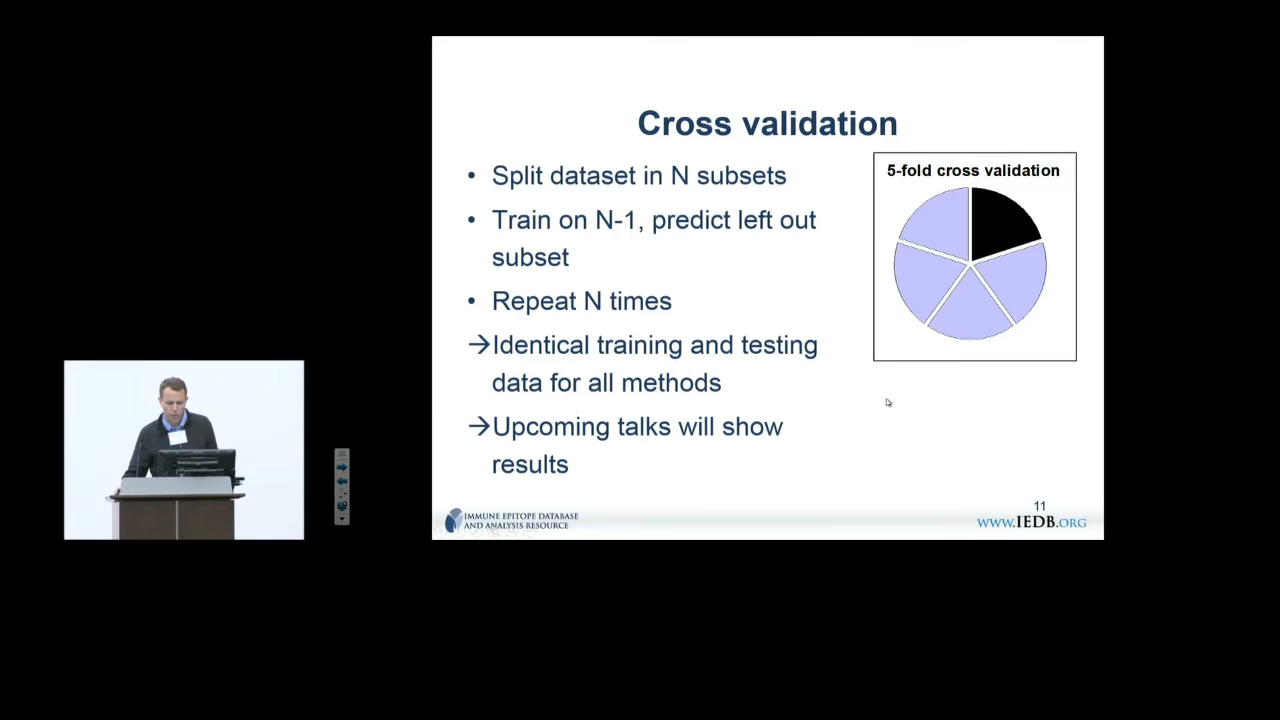 Cross validation
• Split dataset in N subsets
• Train on N-1, predict left out
subset
• Repeat N times
→Identical training and testing
data for all methods
→Upcoming talks will show
results
5-fold cross validation
IMMUNE EPITOPE DATABASE
AND ANALYSIS RESOURCE
11
WWW.IEDB.ORG